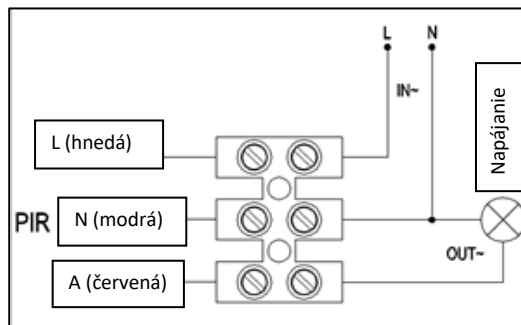 L N
IN~
Napájanie
L (hnedá)
PIR
N (modrá)
OUT~
A (červená)